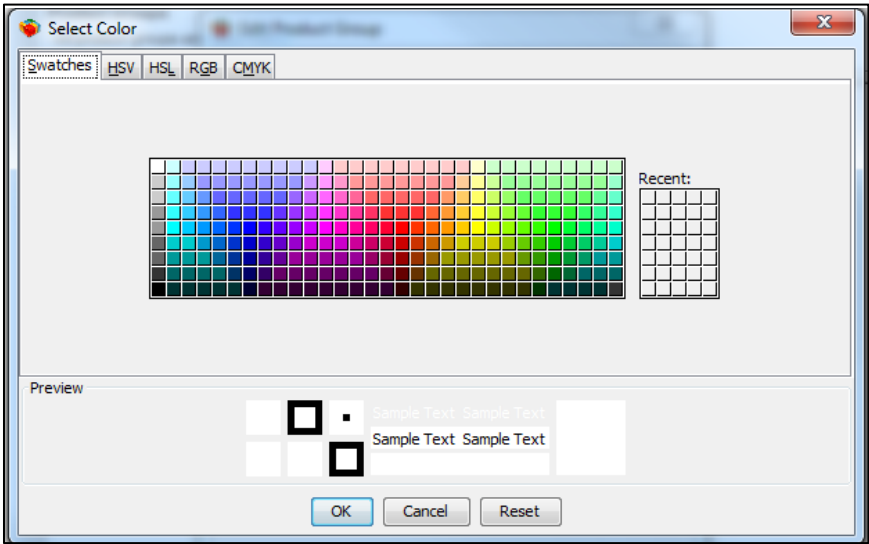 Select Color
Swatches HSV HSL RGB CMYK
Recent:
Preview
Sample Text Sample Text
Sample Text Sample Text
OK Cancel Reset